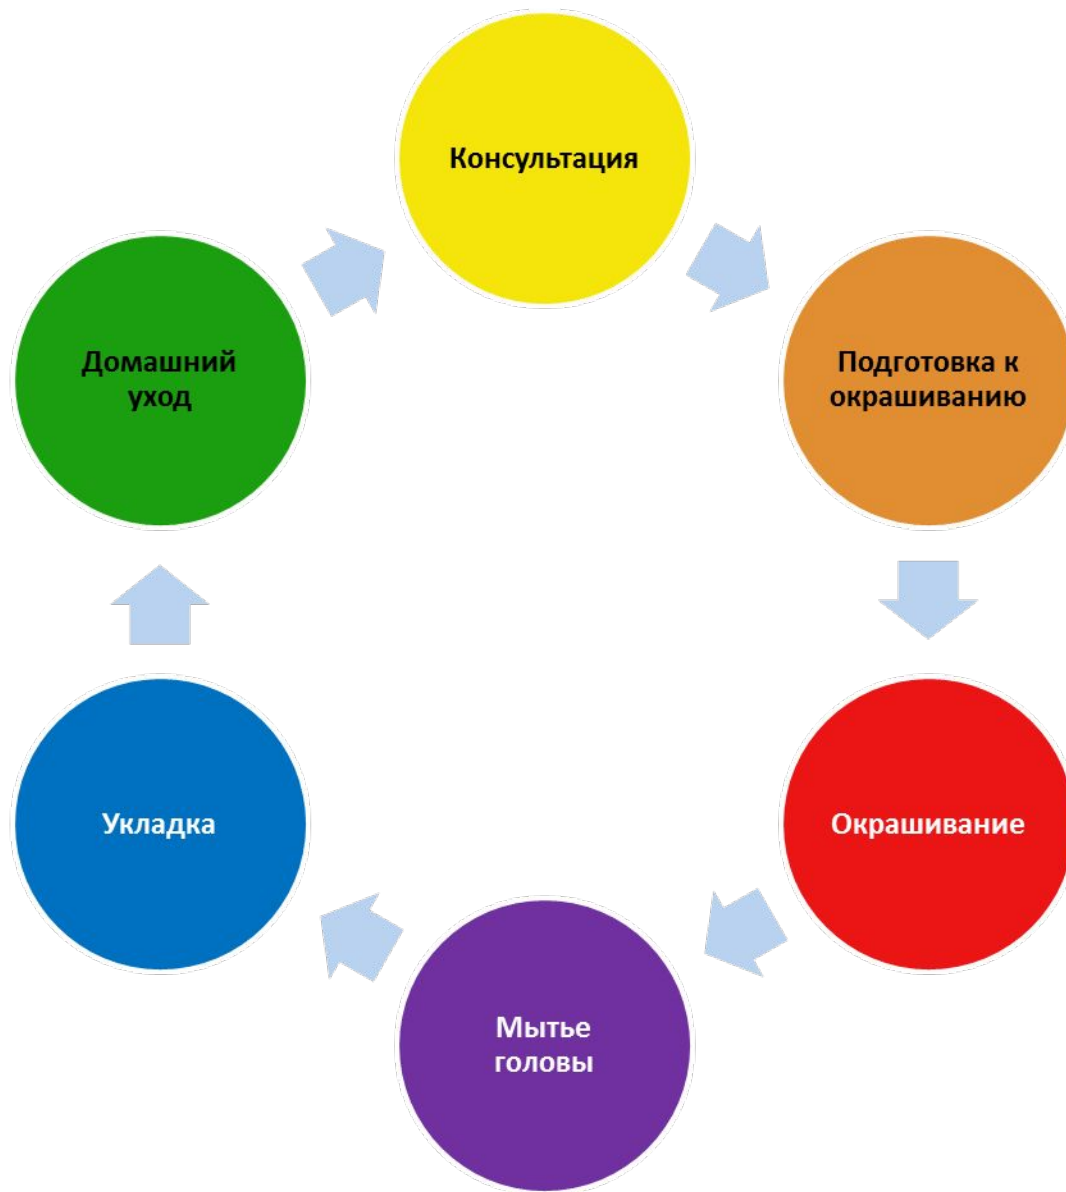 Консультация
Подготовка к
окрашиванию
Окрашивание
Мытье
головы
Укладка
Домашний
уход